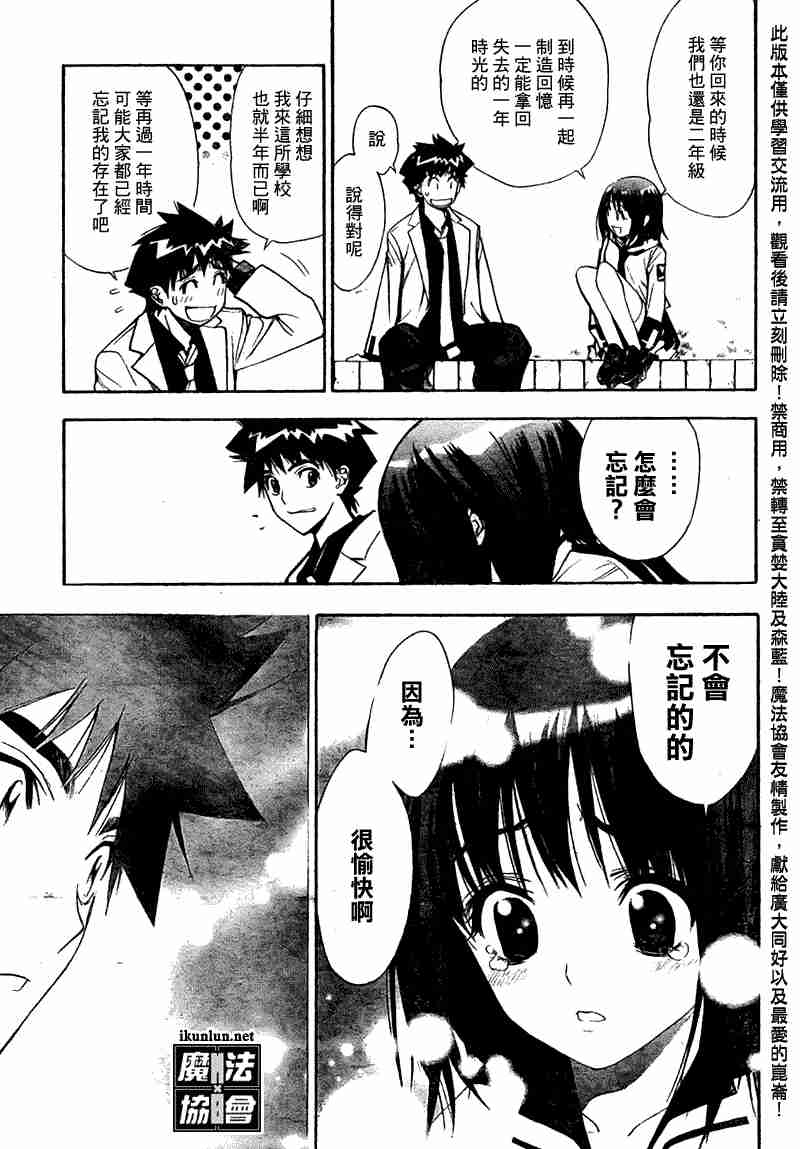 等你回來的時候
我們也還是二年級
到時候再一起
制造回憶
一定能拿回
失去的一年
時光的
說
說得對呢
仔細想想
我來這所學校
也就半年而已啊
等再過一年時間
可能大家都已經
忘記我的存在了吧
……
怎麼會
忘記?
不會
忘記的的
因為…
很愉快啊
ikunlun.net
魔法
協會
此版本僅供學習交流用，觀看後請立刻刪除！禁商用，禁轉至貪婪大陸及森藍！魔法協會友情製作，獻給廣大同好以及最愛的崑崙！